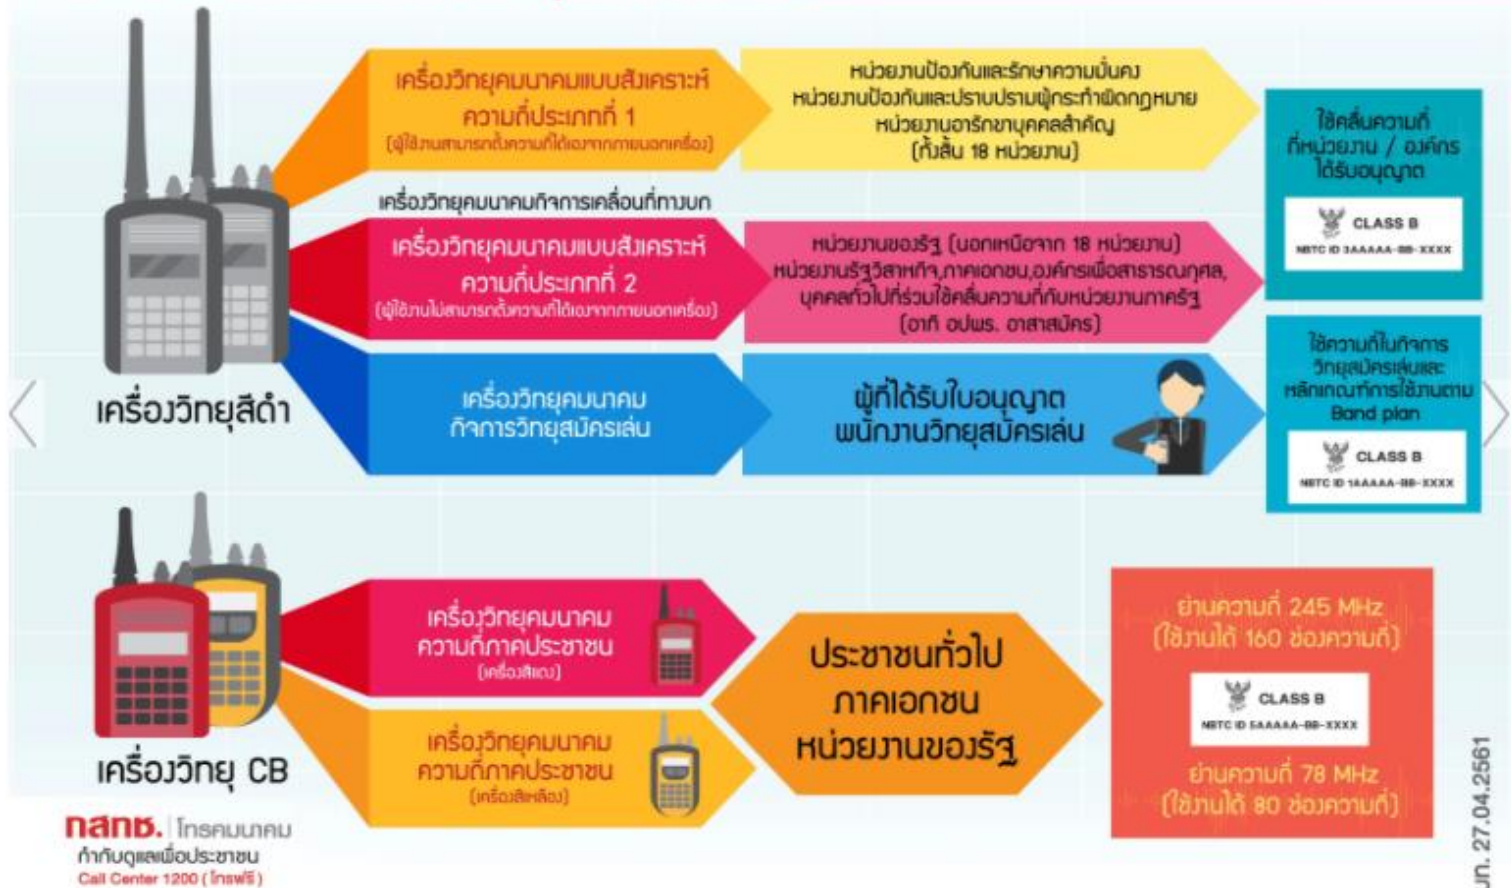 เครื่องวิทยุคมนาคมแบบสังเคราะห์
ความถี่ประเภทที่ 1
(ผู้ใช้งานสามารถตั้งความถี่ได้เองจากภายนอกเครื่อง)
หน่วยงานป้องกันและรักษาความมั่นคง
หน่วยงานป้องกันและปราบปรามผู้กระทำผิดกฎหมาย
หน่วยงานอารักขาบุคคลสำคัญ
(ทั้งสิ้น 18 หน่วยงาน)
ใช้คลื่นความถี่
ที่หน่วยงาน / องค์กร
ได้รับอนุญาต
CLASS B
NBTC ID 3AAAAA-BB-XXXX
เครื่องวิทยุคมนาคมกิจการเคลื่อนที่ทางบก
เครื่องวิทยุคมนาคมแบบสังเคราะห์
ความถี่ประเภทที่ 2
(ผู้ใช้งานไม่สามารถตั้งความถี่ได้เองจากภายนอกเครื่อง)
หน่วยงานของรัฐ (นอกเหนือจาก 18 หน่วยงาน)
หน่วยงานรัฐวิสาหกิจ,ภาคเอกชน,องค์กรเพื่อสาธารณกุศล,
บุคคลทั่วไปที่ร่วมใช้คลื่นความถี่กับหน่วยงานภาครัฐ
(อาทิ อปพร. อาสาสมัคร)
เครื่องวิทยุสีดำ
เครื่องวิทยุคมนาคม
กิจการวิทยุสมัครเล่น
ผู้ที่ได้รับใบอนุญาต
พนักงานวิทยุสมัครเล่น
ใช้ความถี่ในกิจการ
วิทยุสมัครเล่นและ
หลักเกณฑ์การใช้งานตาม
Band plan
CLASS B
NBTC ID 1AAAAA-BB-XXXX
เครื่องวิทยุ CB
เครื่องวิทยุคมนาคม
ความถี่ภาคประชาชน
(เครื่องสีแดง)
เครื่องวิทยุคมนาคม
ความถี่ภาคประชาชน
(เครื่องสีเหลือง)
ประชาชนทั่วไป
ภาคเอกชน
หน่วยงานของรัฐ
ย่านความถี่ 245 MHz
(ใช้งานได้ 160 ช่องความถี่)
CLASS B
NBTC ID 5AAAAA-BB-XXXX
ย่านความถี่ 78 MHz
(ใช้งานได้ 80 ช่องความถี่)
กสทช. โทรคมนาคม
กำกับดูแลเพื่อประชาชน
Call Center 1200 (โทรฟรี)
27.04.2561